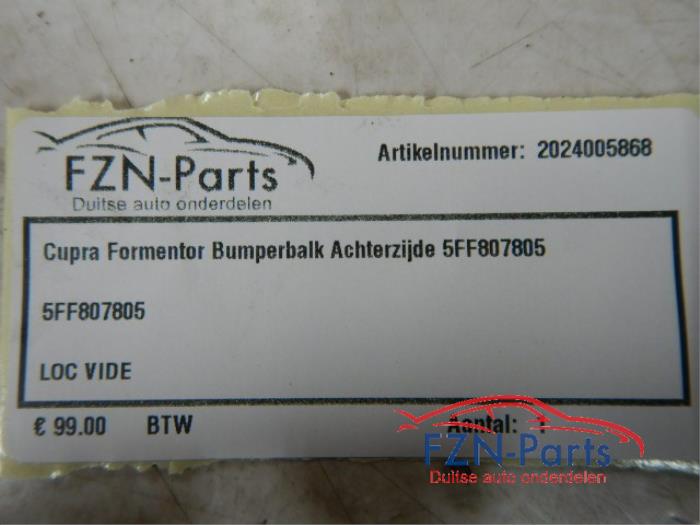 FZN-Parts
Duitse auto onderdelen
Artikelnummer: 2024005868
Cupra Formentor Bumperbalk Achterzijde 5FF807805
5FF807805
LOC VIDE
€ 99.00 BTW Aantal: 1
FZN-Parts
Duitse auto onderdelen